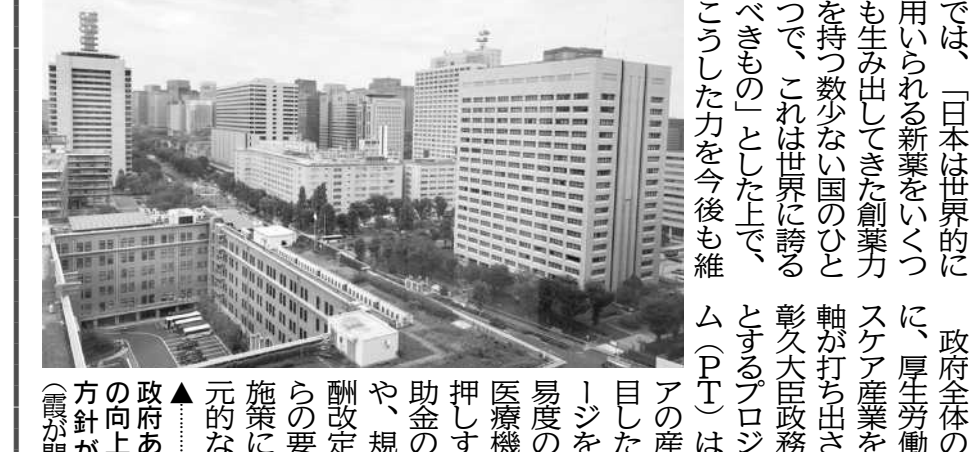 では、「日本は世界的に
用いられる新薬をいくつ
も生み出してきた創薬力
を持つ数少ない国のひと
つで、これは世界に誇る
べきもの」とした上で、
こうした力を今後も維
政府全体の
に、厚生労働
スケア産業を
軸が打ち出さ
彰久大臣政務
とするプロジ
ム（ＰＴ）は
アの産
目した
ージを
易度の
医療機
押しす
助金の
や、規
酬改定
らの要
施策に
元的な
▲……
政府あ
の向上
方針が
（霞が関